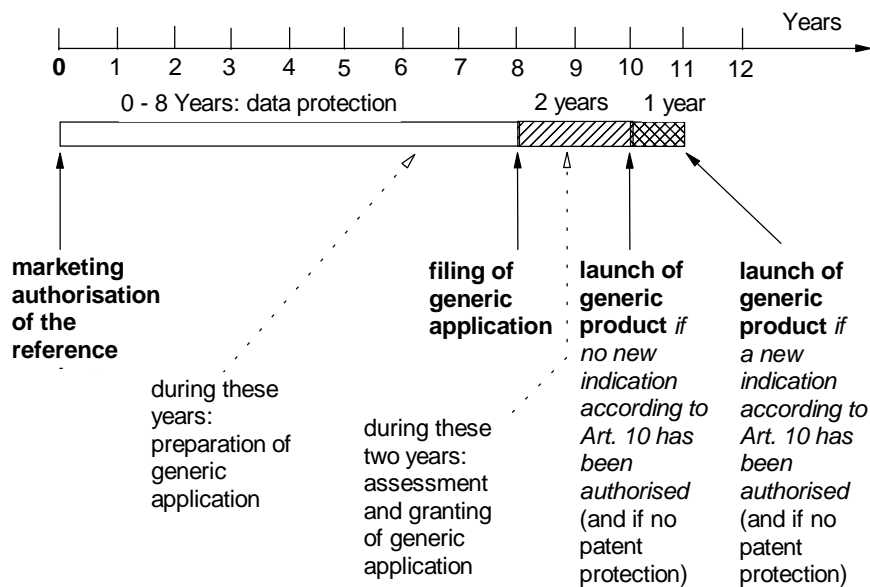 Years
0 1 2 3 4 5 6 7 8 9 10 11 12
0 - 8 Years: data protection
2 years
1 year
marketing
authorisation
of the
reference
during these
years:
preparation of
generic
application
filing of
generic
application
during these
two years:
assessment
and granting
of generic
application
launch of
generic
product if
no new
indication
according to
Art. 10 has
been
authorised
(and if no
patent
protection)
launch of
generic
product if
a new
indication
according to
Art. 10 has
been
authorised
(and if no
patent
protection)